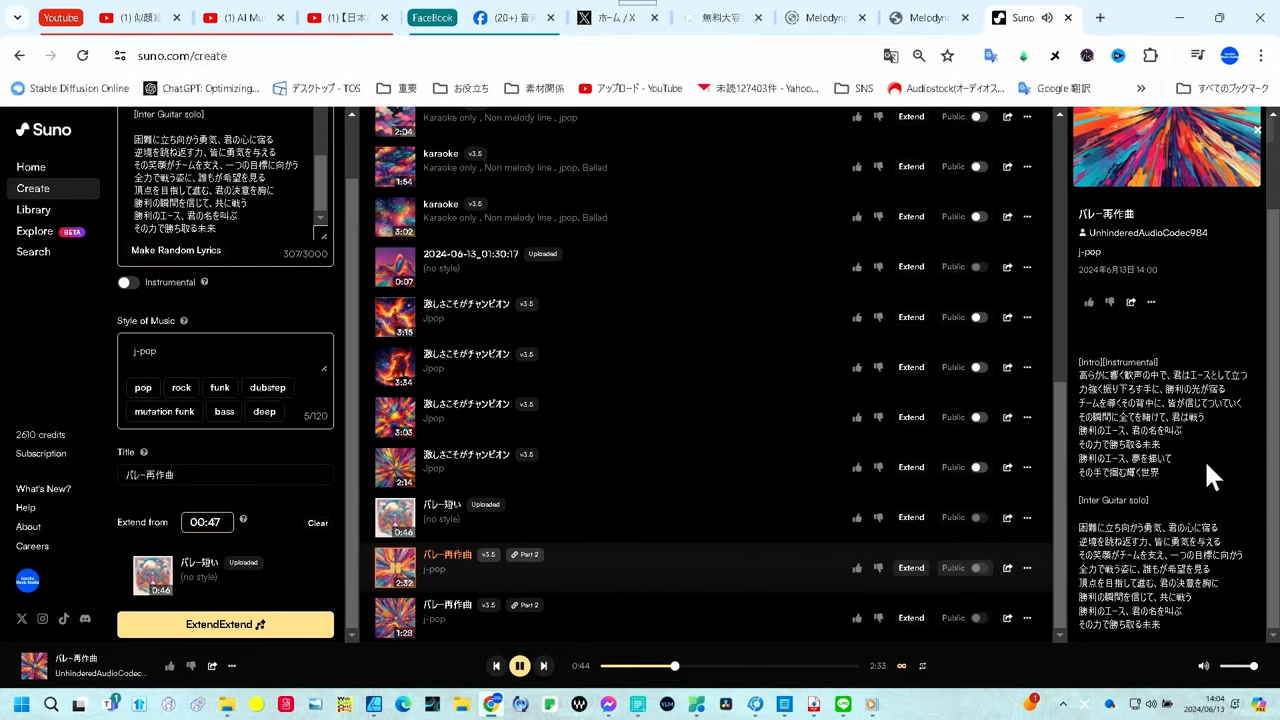 Youtube
(1) 似顔絵
(1) AI Mu
(1) 【日本
FaceBook
(20+) 音
ホーム / X
無料大容
Melodyn
Melodyn
Suno
suno.com/create
Stable Diffusion Online
ChatGPT: Optimizing...
デスクトップ - TOS
重要
お役立ち
素材関係
アップロード - YouTube
未読127403件 - Yahoo...
SNS
Audiostock(オーディオス...
Google 翻訳
すべてのブックマーク
Suno
Home
Create
Library
Explore BETA
Search
2610 credits
Subscription
What's New?
Help
About
Careers
[Inter Guitar solo]
困難に立ち向かう勇気、君の心に宿る
逆境を跳ね返す力、皆に勇気を与える
その笑顔がチームを支え、一つの目標に向かう
全力で戦う姿に、誰もが希望を見る
頂点を目指して進む、君の決意を胸に
勝利の瞬間を信じて、共に戦う
勝利のエース、君の名を叫ぶ
その力で勝ち取る未来
Make Random Lyrics
307/3000
Instrumental
Style of Music
j-pop
pop
rock
funk
dubstep
mutation funk
bass
deep
5/120
Title
バレー再作曲
Extend from
00:47
Clear
バレー短い Uploaded
(no style)
0:46
ExtendExtend
2:04
Karaoke only , Non melody line , jpop
Extend
Public
karaoke v3.5
Karaoke only , Non melody line , jpop, Ballad
1:54
Extend
Public
karaoke v3.5
Karaoke only , Non melody line , jpop, Ballad
3:02
Extend
Public
2024-06-13_01:30:17 Uploaded
(no style)
0:07
Extend
Public
激しさこそがチャンピオン v3.5
Jpop
3:15
Extend
Public
激しさこそがチャンピオン v3.5
Jpop
3:34
Extend
Public
激しさこそがチャンピオン v3.5
Jpop
3:03
Extend
Public
激しさこそがチャンピオン v3.5
Jpop
2:14
Extend
Public
バレー短い Uploaded
(no style)
0:46
Extend
Public
バレー再作曲 v3.5 Part 2
j-pop
2:32
Extend
Public
バレー再作曲 v3.5 Part 2
j-pop
1:28
Extend
Public
バレー再作曲
UnhinderedAudioCodec984
j-pop
2024年6月13日 14:00
[Intro][Instrumental]
高らかに響く歓声の中で、君はエースとして立つ
力強く振り下ろす手に、勝利の光が宿る
チームを導くその背中に、皆が信じてついていく
その瞬間に全てを賭けて、君は戦う
勝利のエース、君の名を叫ぶ
その力で勝ち取る未来
勝利のエース、夢を描いて
その手で掴む輝く世界
[Inter Guitar solo]
困難に立ち向かう勇気、君の心に宿る
逆境を跳ね返す力、皆に勇気を与える
その笑顔がチームを支え、一つの目標に向かう
全力で戦う姿に、誰もが希望を見る
頂点を目指して進む、君の決意を胸に
勝利の瞬間を信じて、共に戦う
勝利のエース、君の名を叫ぶ
その力で勝ち取る未来
バレー再作曲
UnhinderedAudioCodec...
0:44
2:33
14:04
2024/06/13